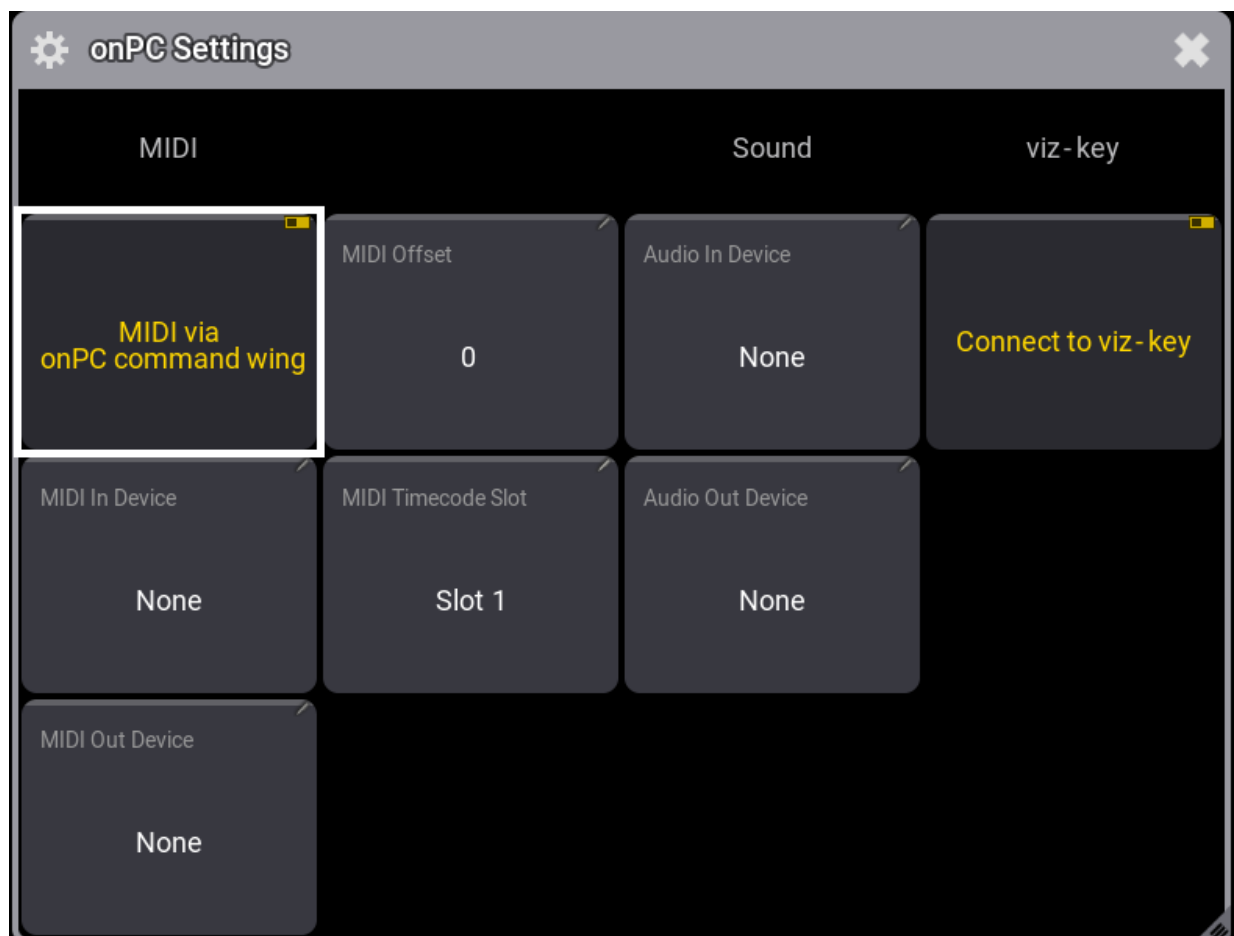 onPC Settings
MIDI
Sound
viz-key
MIDI via
onPC command wing
MIDI Offset
0
Audio In Device
None
Connect to viz-key
MIDI In Device
None
MIDI Timecode Slot
Slot 1
Audio Out Device
None
MIDI Out Device
None